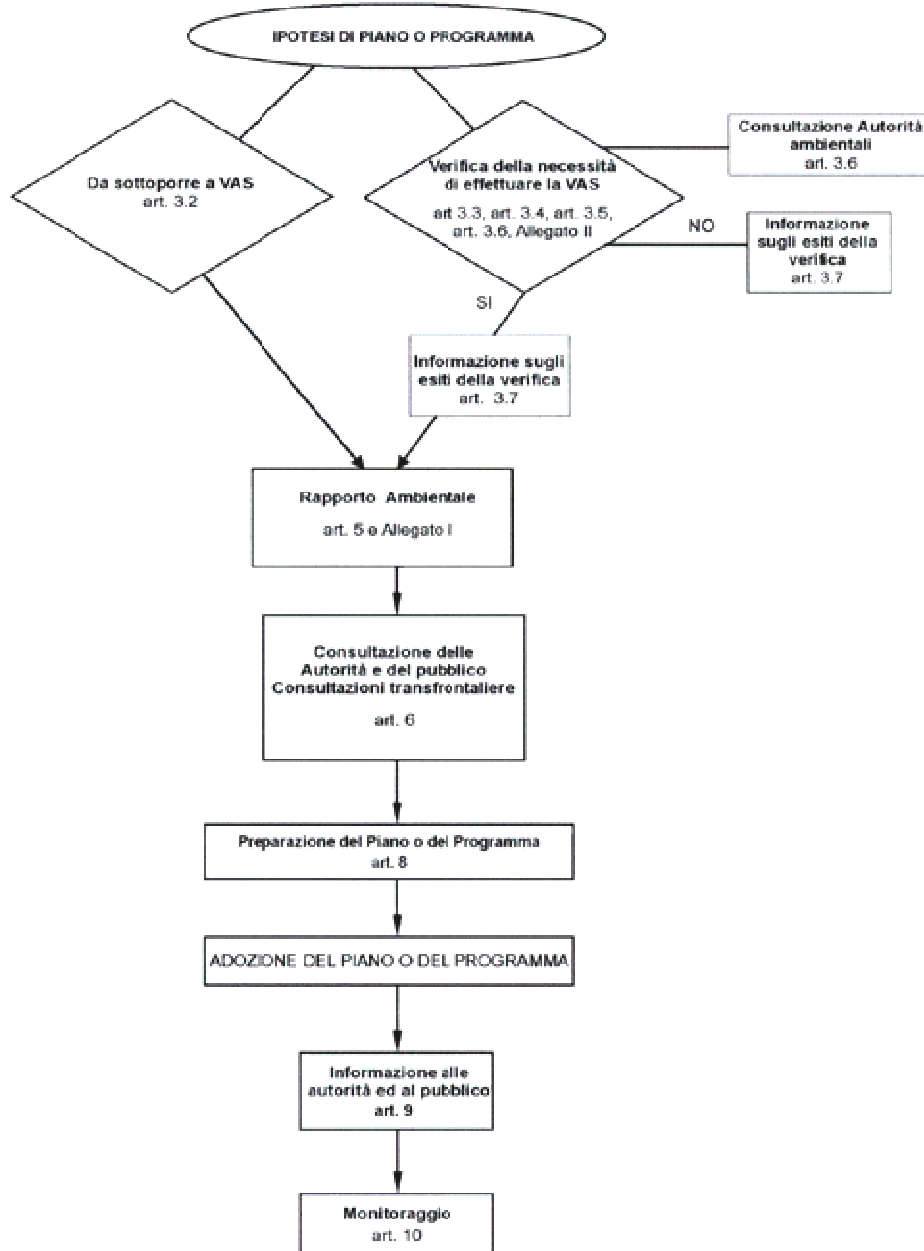 IPOTESI DI PIANO O PROGRAMMA
Da sottoporre a VAS
art. 3.2
Verifica della necessità
di effettuare la VAS
art 3.3, art. 3.4, art. 3.5,
art. 3.6, Allegato II
Consultazione Autorità
ambientali
art. 3.6
NO
Informazione
sugli esiti della
verifica
art. 3.7
SI
Informazione sugli
esiti della verifica
art. 3.7
Rapporto Ambientale
art. 5 e Allegato I
Consultazione delle
Autorità e del pubblico
Consultazioni transfrontaliere
art. 6
Preparazione del Piano o del Programma
art. 8
ADOZIONE DEL PIANO O DEL PROGRAMMA
Informazione alle
autorità ed al pubblico
art. 9
Monitoraggio
art. 10